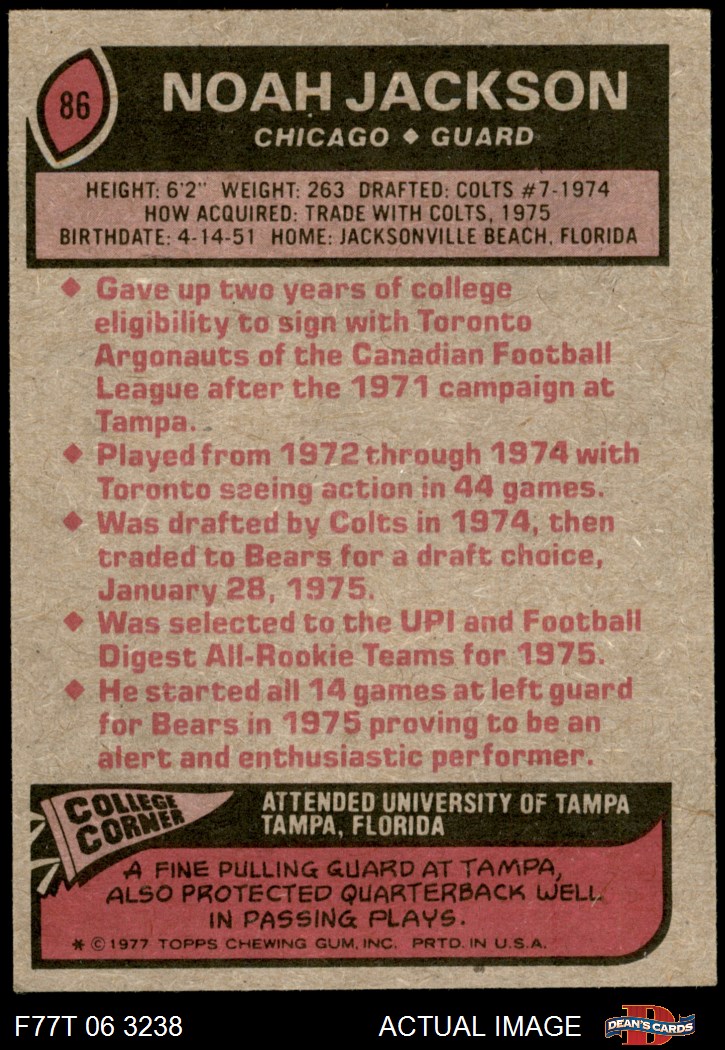 86
NOAH JACKSON
CHICAGO ◆ GUARD
HEIGHT: 6'2" WEIGHT: 263 DRAFTED: COLTS #7-1974
HOW ACQUIRED: TRADE WITH COLTS, 1975
BIRTHDATE: 4-14-51 HOME: JACKSONVILLE BEACH, FLORIDA
◆ Gave up two years of college
eligibility to sign with Toronto
Argonauts of the Canadian Football
League after the 1971 campaign at
Tampa.
◆ Played from 1972 through 1974 with
Toronto seeing action in 44 games.
◆ Was drafted by Colts in 1974, then
traded to Bears for a draft choice,
January 28, 1975.
◆ Was selected to the UPI and Football
Digest All-Rookie Teams for 1975.
◆ He started all 14 games at left guard
for Bears in 1975 proving to be an
alert and enthusiastic performer.
COLLEGE
CORNER
ATTENDED UNIVERSITY OF TAMPA
TAMPA, FLORIDA
A FINE PULLING GUARD AT TAMPA,
ALSO PROTECTED QUARTERBACK WELL
IN PASSING PLAYS.
* © 1977 TOPPS CHEWING GUM, INC. PRTD. IN U.S.A.
F77T 06 3238
ACTUAL IMAGE
D
DEAN'S CARDS